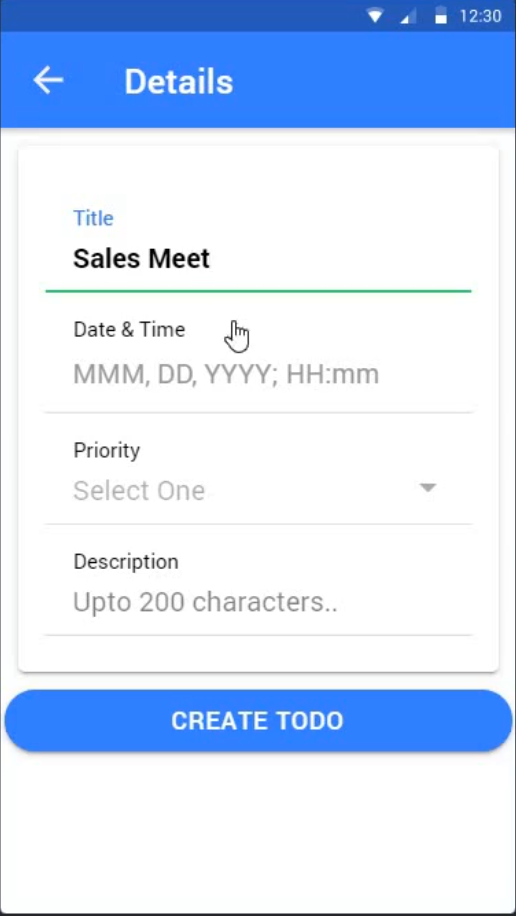 12:30
Details
Title
Sales Meet
Date & Time
MMM, DD, YYYY; HH:mm
Priority
Select One
Description
Upto 200 characters..
CREATE TODO